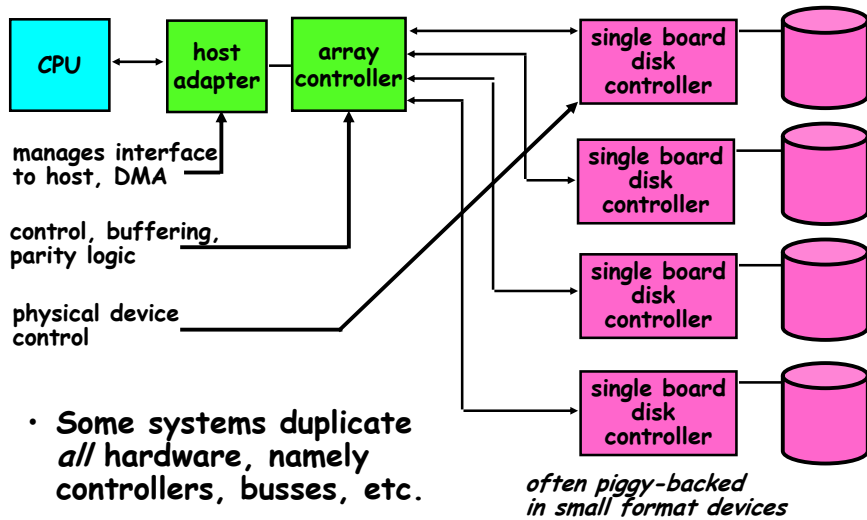 CPU
host
adapter
array
controller
single board
disk
controller
manages interface
to host, DMA
single board
disk
controller
control, buffering,
parity logic
single board
disk
controller
physical device
control
single board
disk
controller
• Some systems duplicate
all hardware, namely
controllers, busses, etc.
often piggy-backed
in small format devices